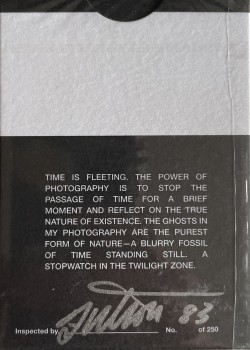 TIME IS FLEETING. THE POWER OF
PHOTOGRAPHY IS TO STOP THE
PASSAGE OF TIME FOR A BRIEF
MOMENT AND REFLECT ON THE TRUE
NATURE OF EXISTENCE. THE GHOSTS IN
MY PHOTOGRAPHY ARE THE PUREST
FORM OF NATURE—A BLURRY FOSSIL
OF TIME STANDING STILL. A
STOPWATCH IN THE TWILIGHT ZONE.
Inspected by No. 83 of 250